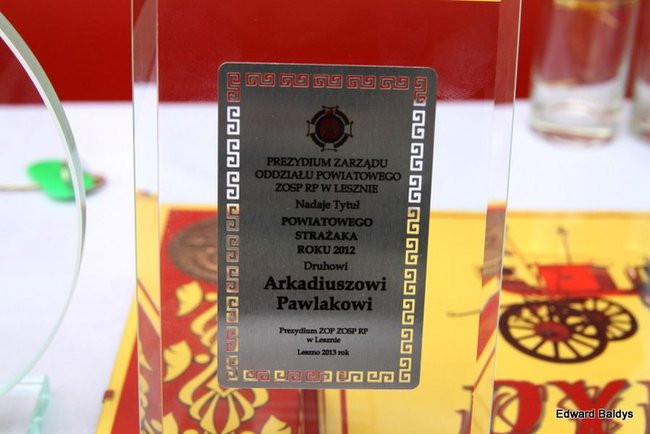 PREZYDIUM ZARZĄDU
ODDZIAŁU POWIATOWEGO
ZOSP RP W LESZNIE
Nadaje Tytuł
POWIATOWEGO
STRAŻAKA
ROKU 2012
Druhowi
Arkadiuszowi
Pawlakowi
Prezydium ZOP ZOSP RP
w Lesznie
Leszno 2013 rok
Edward Baldys